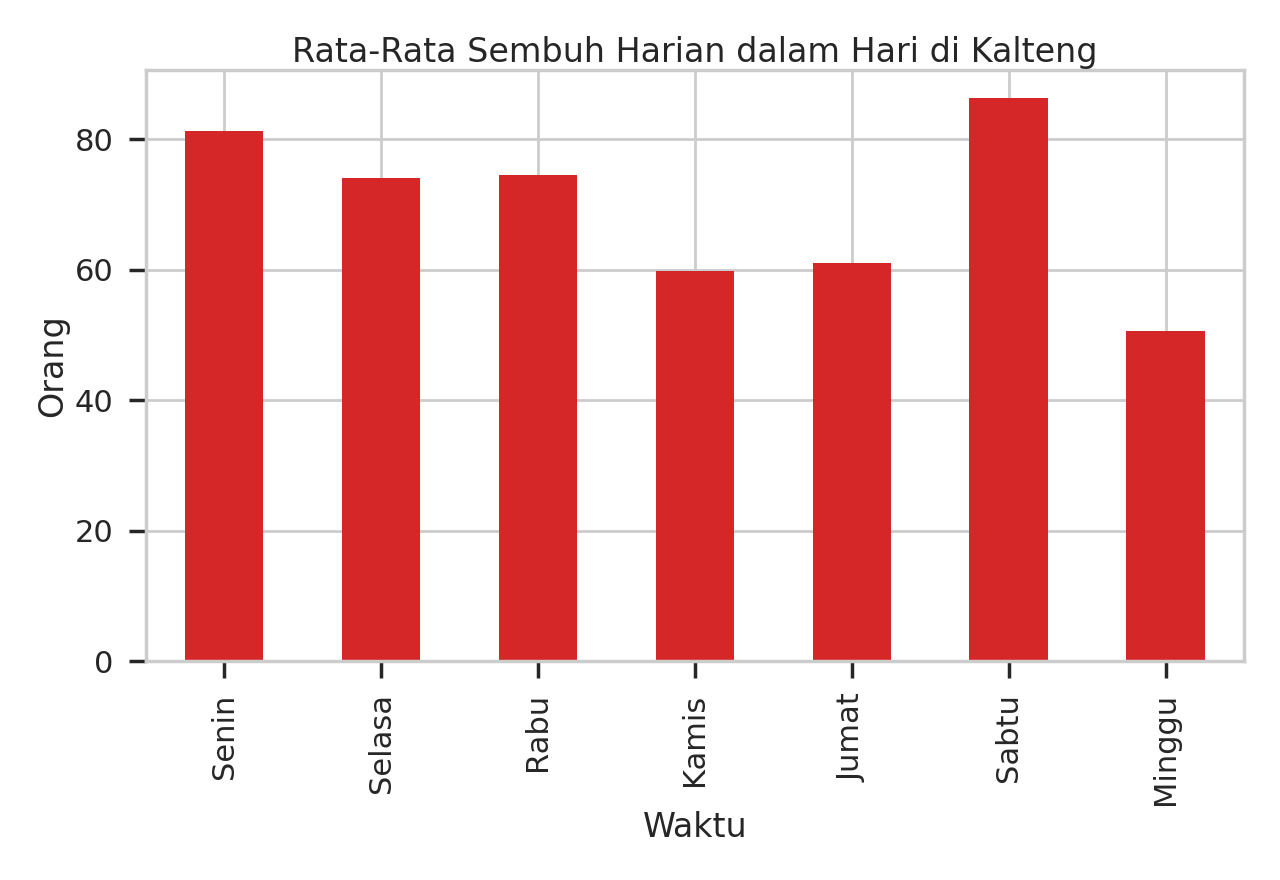 Rata-Rata Sembuh Harian dalam Hari di Kalteng
80
60
40
20
0
Orang
Senin
Selasa
Rabu
Kamis
Jumat
Sabtu
Minggu
Waktu